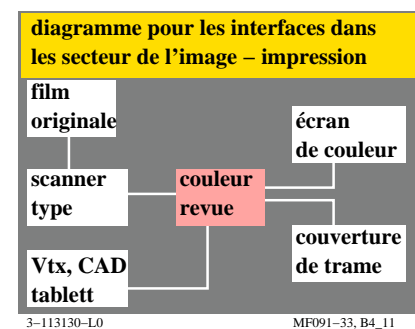 diagramme pour les interfaces dans
les secteur de l’image – impression
film
originale
écran
de couleur
scanner
type
couleur
revue
couverture
de trame
Vtx, CAD
tablett
3–113130–L0
MF091–33, B4_11